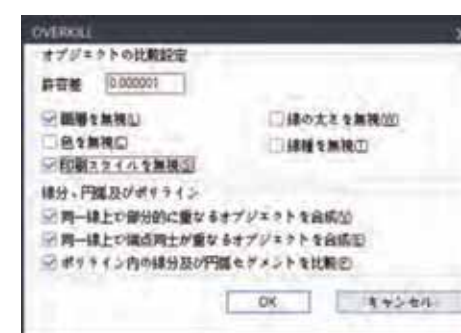 OVERKILL
オブジェクトの比較設定
許容差 0.000001
画層を無視(L)
線の太さを無視(W)
色を無視(C)
線種を無視(T)
印刷スタイルを無視(S)
線分、円弧及びポリライン
同一線上で部分的に重なるオブジェクトを合成(V)
同一線上で端点同士が重なるオブジェクトを合成(E)
ポリライン内の線分及び円弧セグメントを比較(P)
OK キャンセル